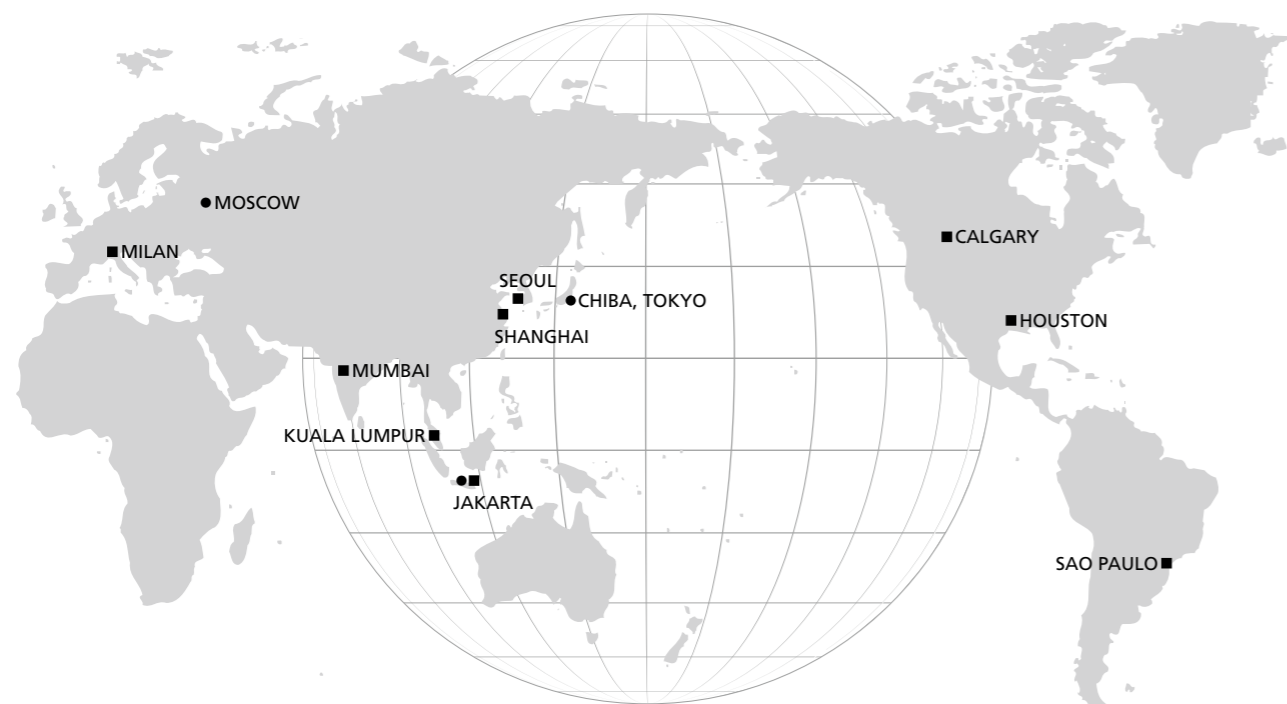 MOSCOW
CALGARY
MILAN
SEOUL
CHIBA, TOKYO
HOUSTON
SHANGHAI
MUMBAI
KUALA LUMPUR
JAKARTA
SAO PAULO